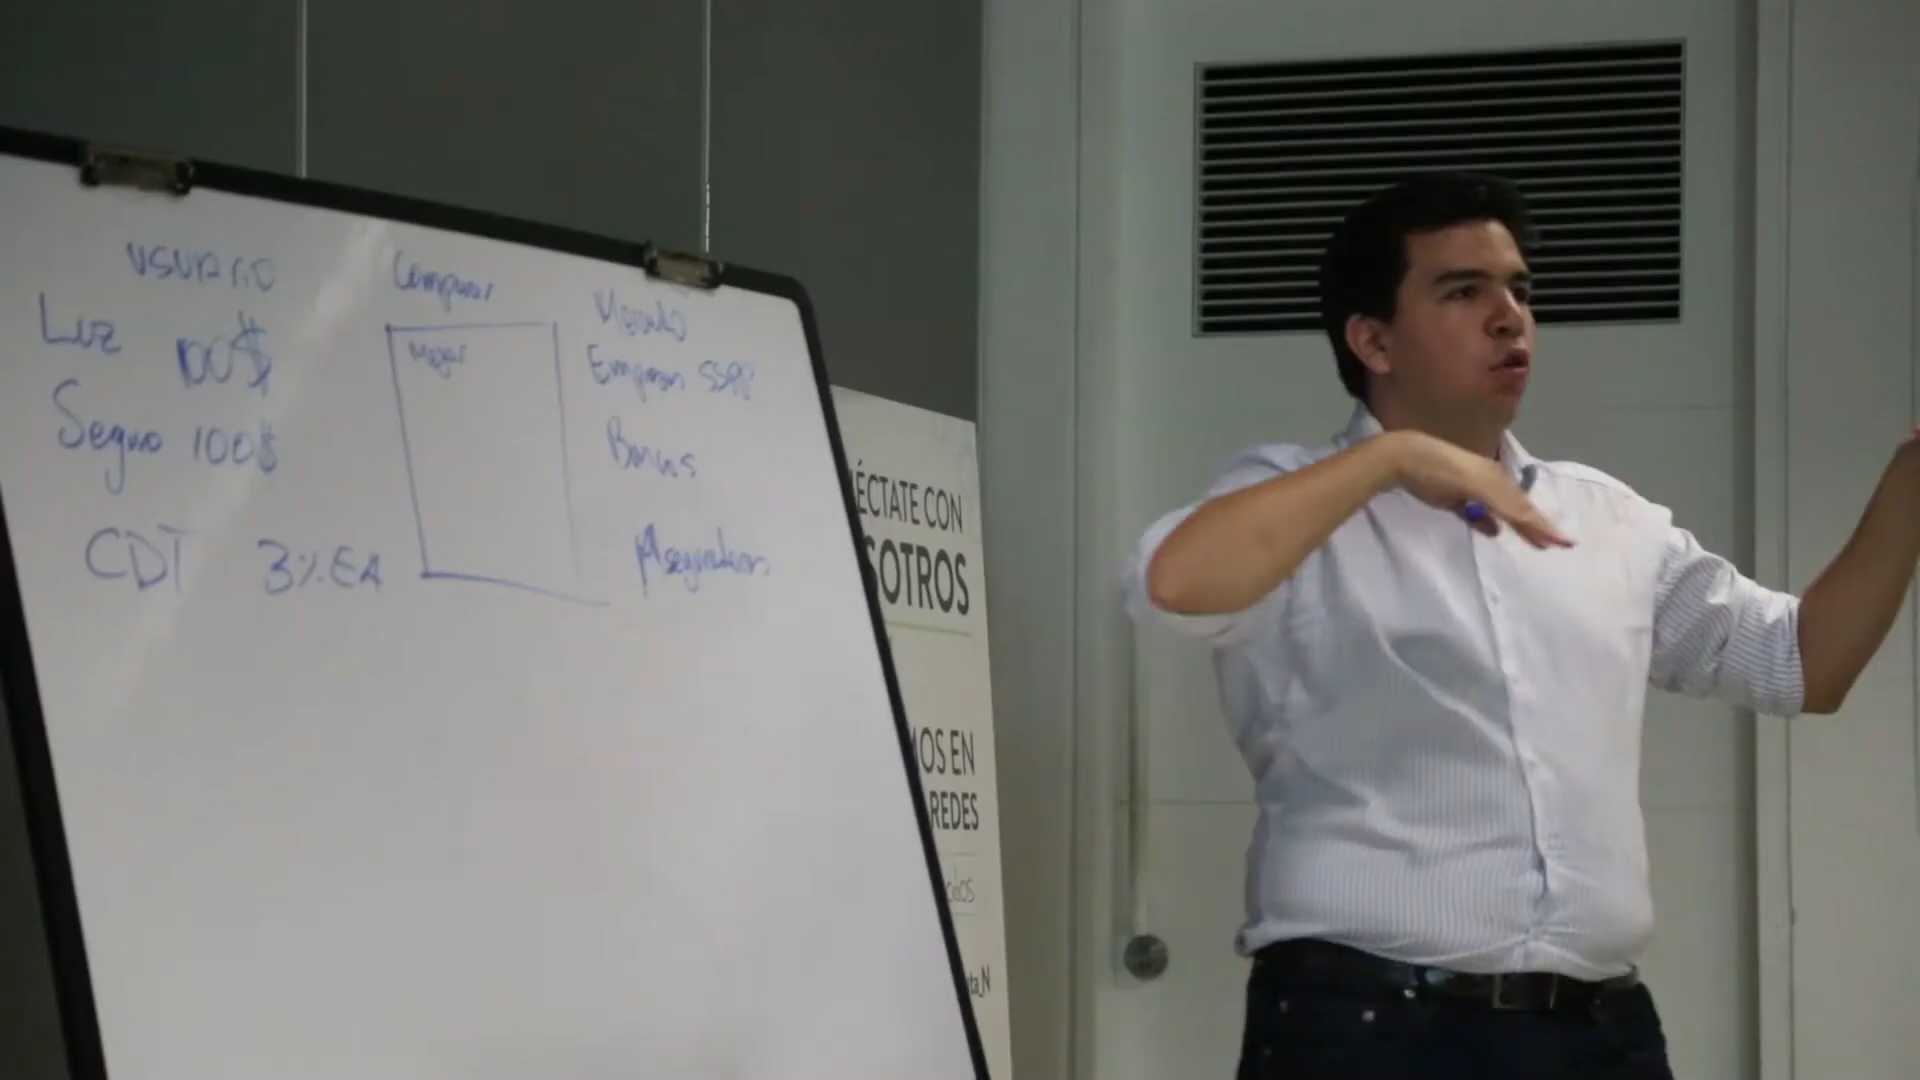 USUARIO
Luz 100$
Seguro 100$
CDT 3% EA
Comparar
Mejor
Mercado
Empresas SSPP
Bancos
Aseguradoras
ÉCTATE CON
SOTROS
MOS EN
REDES